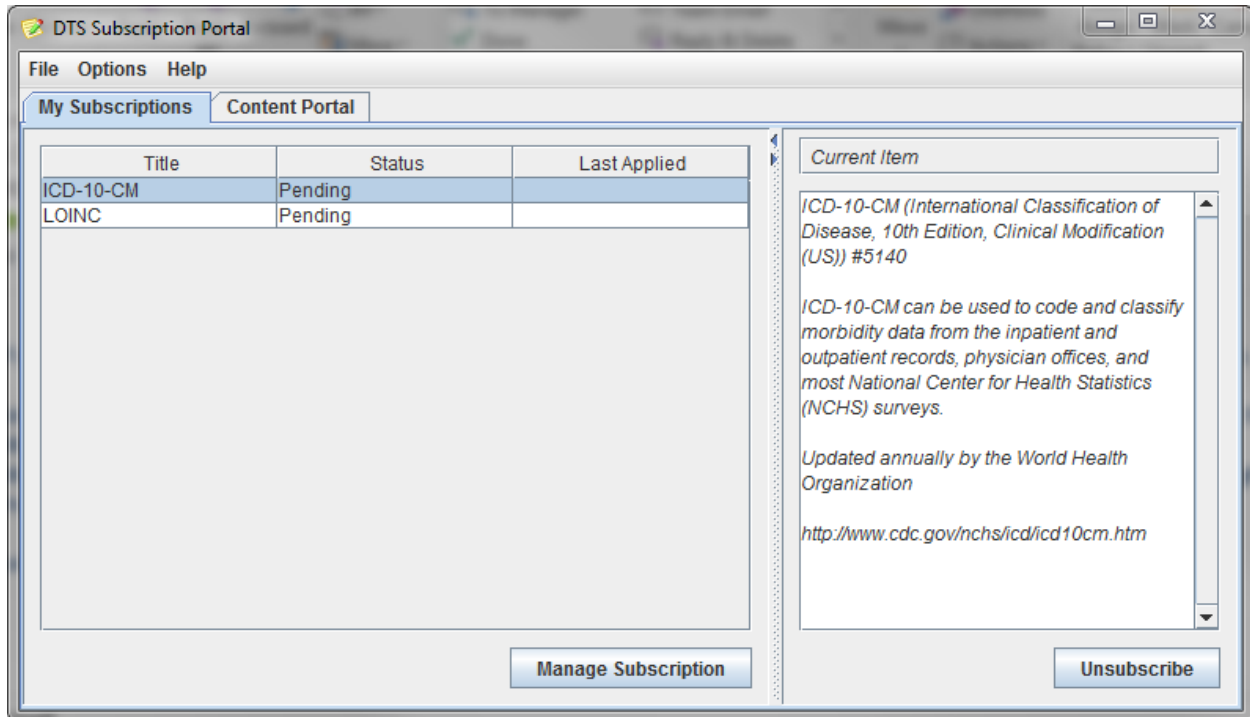 DTS Subscription Portal
File Options Help
My Subscriptions Content Portal
Title Status Last Applied
ICD-10-CM Pending
LOINC Pending
Manage Subscription
Current Item
ICD-10-CM (International Classification of
Disease, 10th Edition, Clinical Modification
(US)) #5140
ICD-10-CM can be used to code and classify
morbidity data from the inpatient and
outpatient records, physician offices, and
most National Center for Health Statistics
(NCHS) surveys.
Updated annually by the World Health
Organization
http://www.cdc.gov/nchs/icd/icd10cm.htm
Unsubscribe